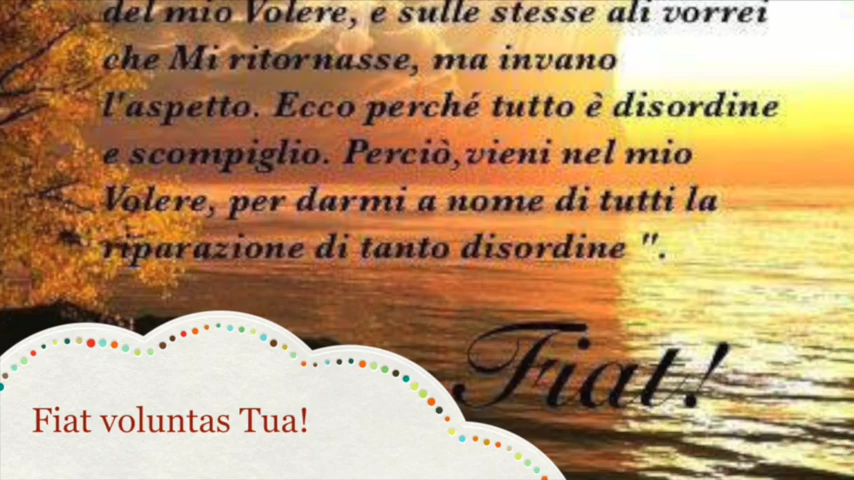 del mio Volere, e sulle stesse ali vorrei
che Mi ritornasse, ma invano
l'aspetto. Ecco perché tutto è disordine
e scompiglio. Perciò,vieni nel mio
Volere, per darmi a nome di tutti la
riparazione di tanto disordine ".
Fiat!
Fiat voluntas Tua!